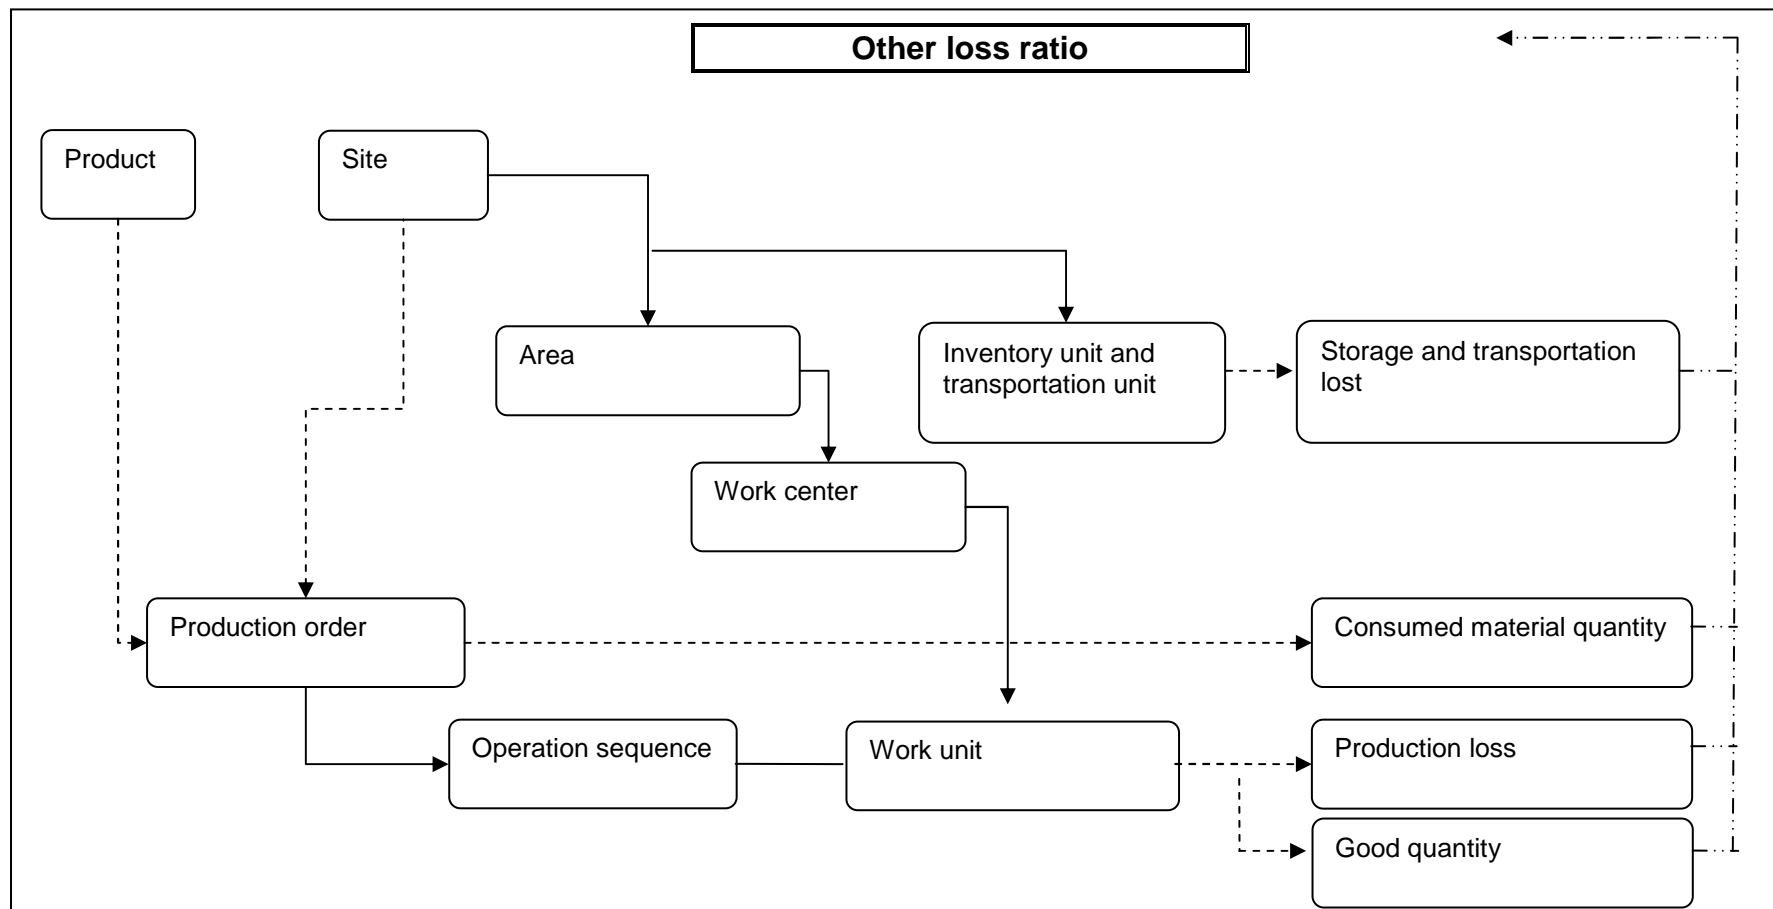 Other loss ratio
Product
Site
Area
Inventory unit and
transportation unit
Storage and transportation
lost
Work center
Production order
Consumed material quantity
Operation sequence
Work unit
Production loss
Good quantity